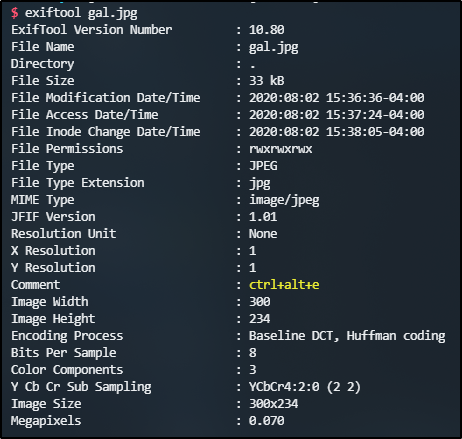 $ exiftool gal.jpg
ExifTool Version Number : 10.80
File Name : gal.jpg
Directory : .
File Size : 33 kB
File Modification Date/Time : 2020:08:02 15:36:36-04:00
File Access Date/Time : 2020:08:02 15:37:24-04:00
File Inode Change Date/Time : 2020:08:02 15:38:05-04:00
File Permissions : rwxrwxrwx
File Type : JPEG
File Type Extension : jpg
MIME Type : image/jpeg
JFIF Version : 1.01
Resolution Unit : None
X Resolution : 1
Y Resolution : 1
Comment : ctrl+alt+e
Image Width : 300
Image Height : 234
Encoding Process : Baseline DCT, Huffman coding
Bits Per Sample : 8
Color Components : 3
Y Cb Cr Sub Sampling : YCbCr4:2:0 (2 2)
Image Size : 300x234
Megapixels : 0.070